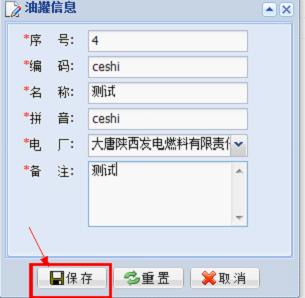 油罐信息
*序 号: 4
*编 码: ceshi
*名 称: 测试
*拼 音: ceshi
*电 厂: 大唐陕西发电燃料有限责
*备 注: 测试
保存 重置 取消